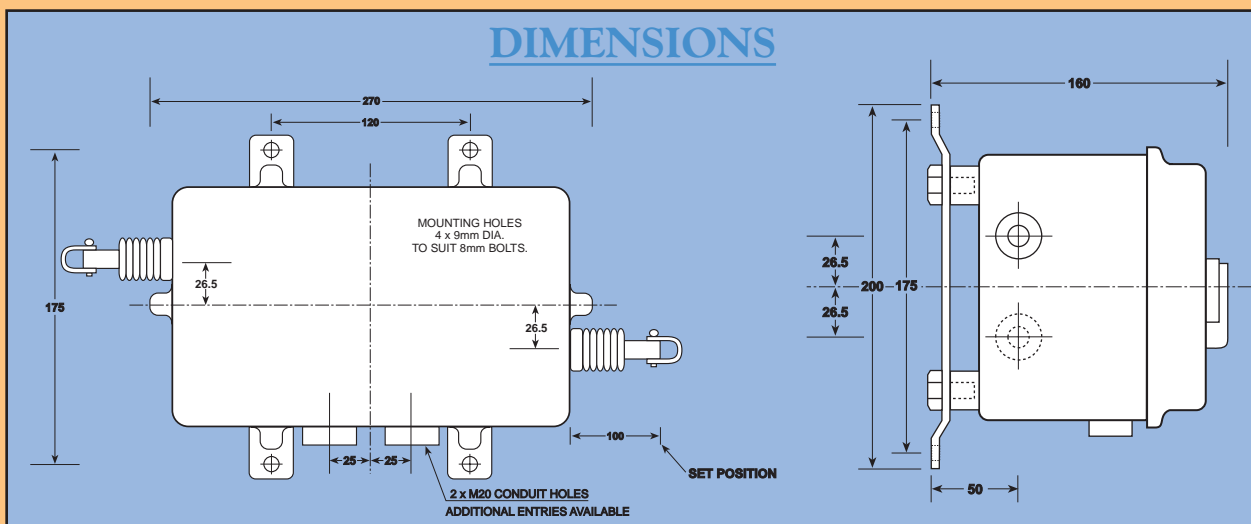 DIMENSIONS
270
120
MOUNTING HOLES
4 x 9mm DIA.
TO SUIT 8mm BOLTS.
26.5
175
26.5
100
25
25
SET POSITION
2 x M20 CONDUIT HOLES
ADDITIONAL ENTRIES AVAILABLE
160
26.5
200
175
26.5
50